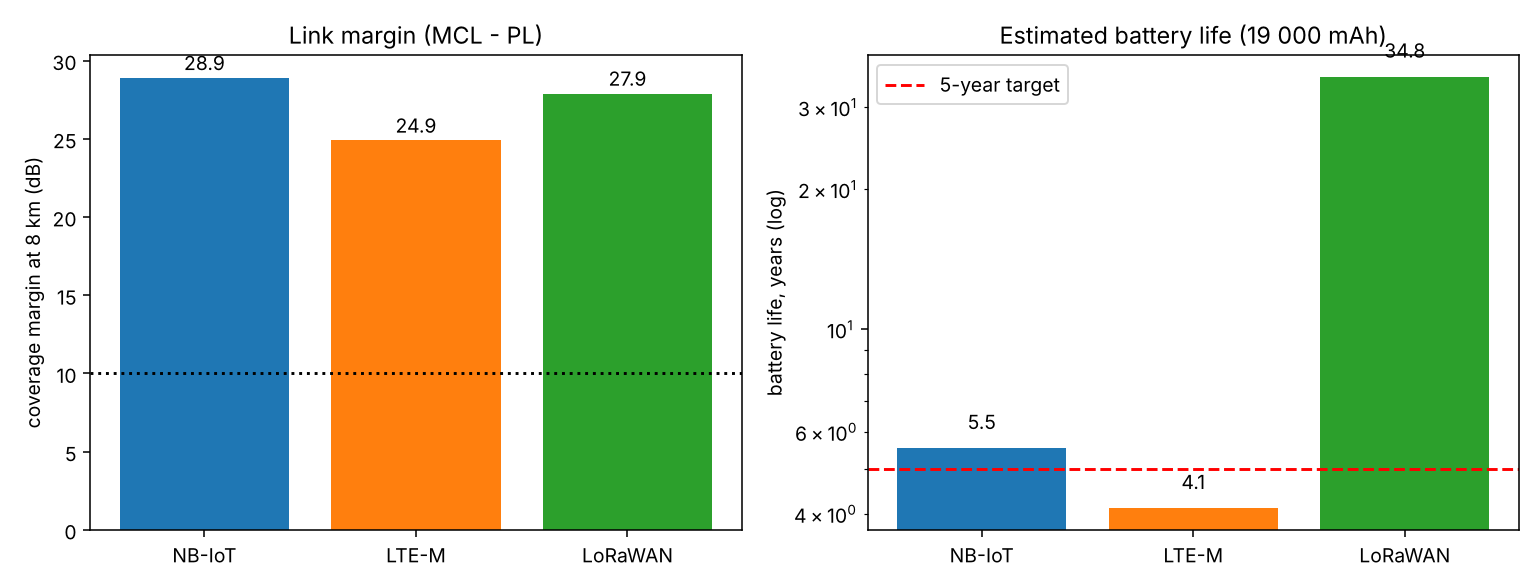 Link margin (MCL - PL)
coverage margin at 8 km (dB)
30
25
20
15
10
5
0
28.9
24.9
27.9
NB-IoT
LTE-M
LoRaWAN
Estimated battery life (19 000 mAh)
battery life, years (log)
5-year target
3 × 10¹
2 × 10¹
10¹
6 × 10⁰
4 × 10⁰
5.5
4.1
34.8
NB-IoT
LTE-M
LoRaWAN